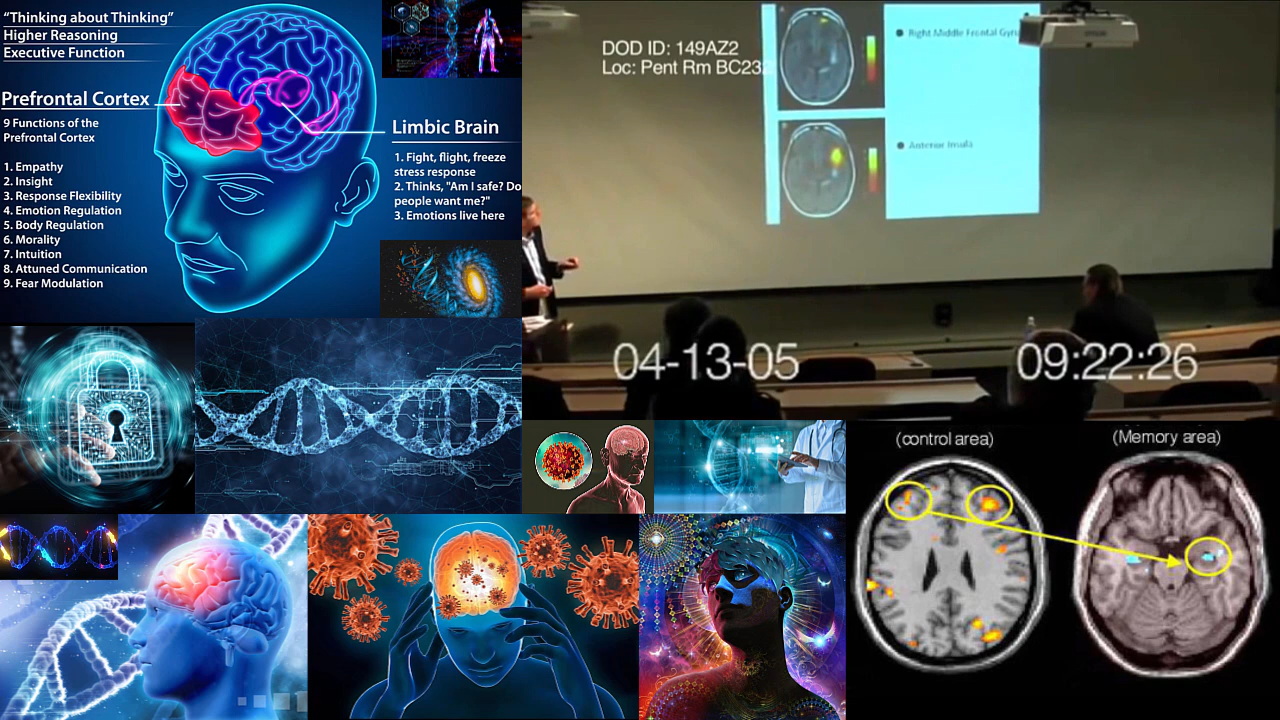 “Thinking about Thinking”
Higher Reasoning
Executive Function
Prefrontal Cortex
9 Functions of the
Prefrontal Cortex
1. Empathy
2. Insight
3. Response Flexibility
4. Emotion Regulation
5. Body Regulation
6. Morality
7. Intuition
8. Attuned Communication
9. Fear Modulation
Limbic Brain
1. Fight, flight, freeze
stress response
2. Thinks, "Am I safe? Do
people want me?"
3. Emotions live here
DOD ID: 149AZ2
Loc: Pent Rm BC232
Right Middle Frontal Gyrus
Anterior Insula
04-13-05
09:22:26
(control area)
(Memory area)